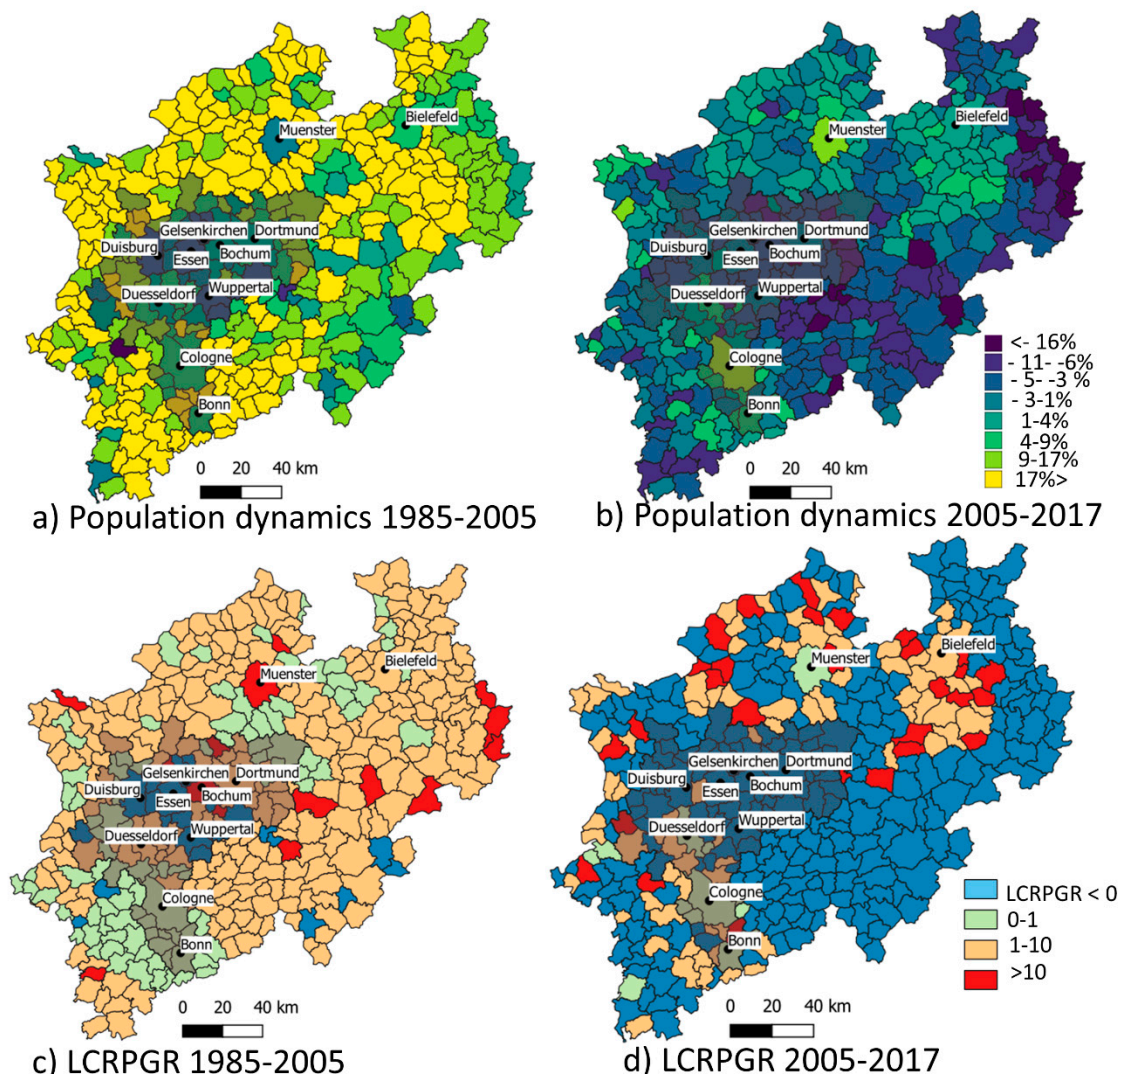 Muenster
Bielefeld
Gelsenkirchen
Dortmund
Duisburg
Essen
Bochum
Duesseldorf
Wuppertal
Cologne
Bonn
0 20 40 km
a) Population dynamics 1985-2005
Muenster
Bielefeld
Gelsenkirchen
Dortmund
Duisburg
Essen
Bochum
Duesseldorf
Wuppertal
Cologne
Bonn
<- 16%
- 11- -6%
- 5- -3 %
- 3-1%
1-4%
4-9%
9-17%
17%>
0 20 40 km
b) Population dynamics 2005-2017
Muenster
Bielefeld
Gelsenkirchen
Dortmund
Duisburg
Essen
Bochum
Duesseldorf
Wuppertal
Cologne
Bonn
0 20 40 km
c) LCRPGR 1985-2005
Muenster
Bielefeld
Gelsenkirchen
Dortmund
Duisburg
Essen
Bochum
Duesseldorf
Wuppertal
Cologne
Bonn
LCRPGR < 0
0-1
1-10
>10
0 20 40 km
d) LCRPGR 2005-2017